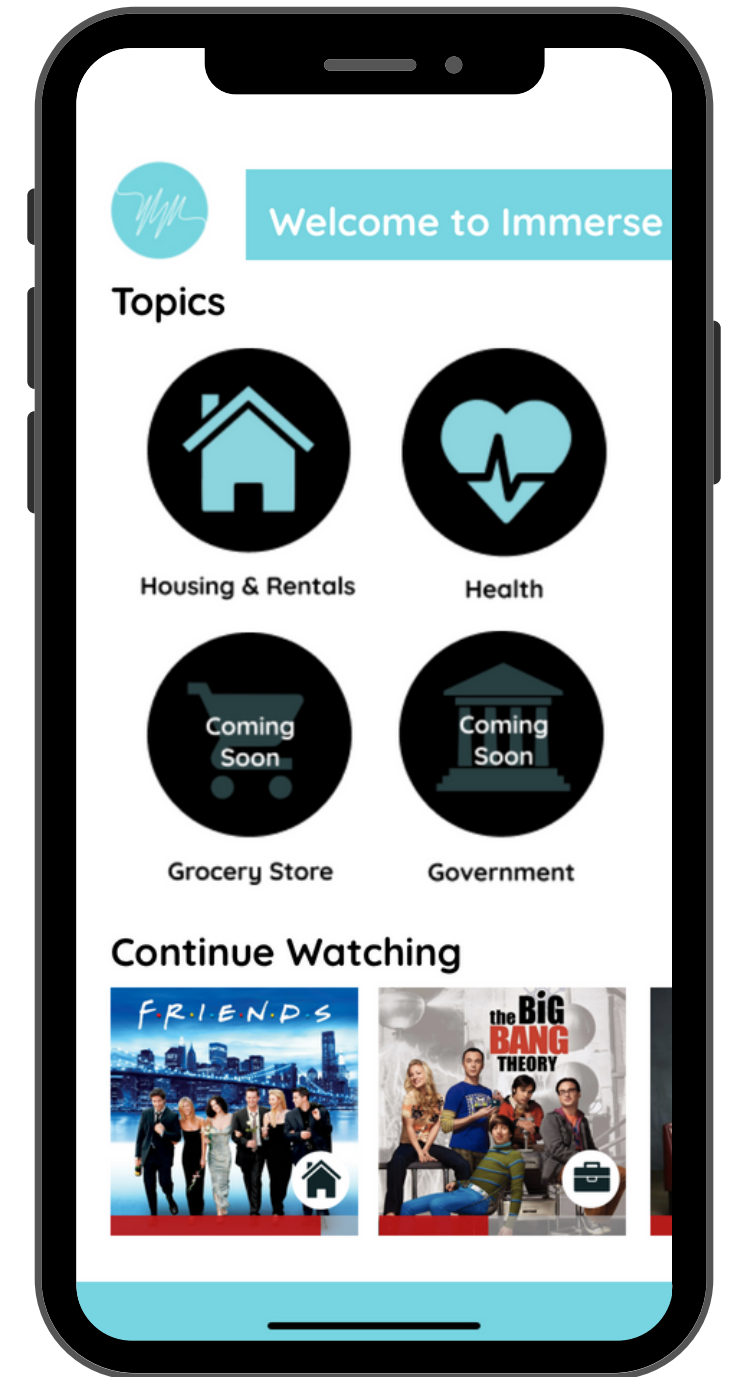 Welcome to Immerse
Topics
Housing & Rentals
Health
Coming
Soon
Coming
Soon
Grocery Store
Government
Continue Watching
F·R·I·E·N·D·S
the BiG
BANG
THEORY